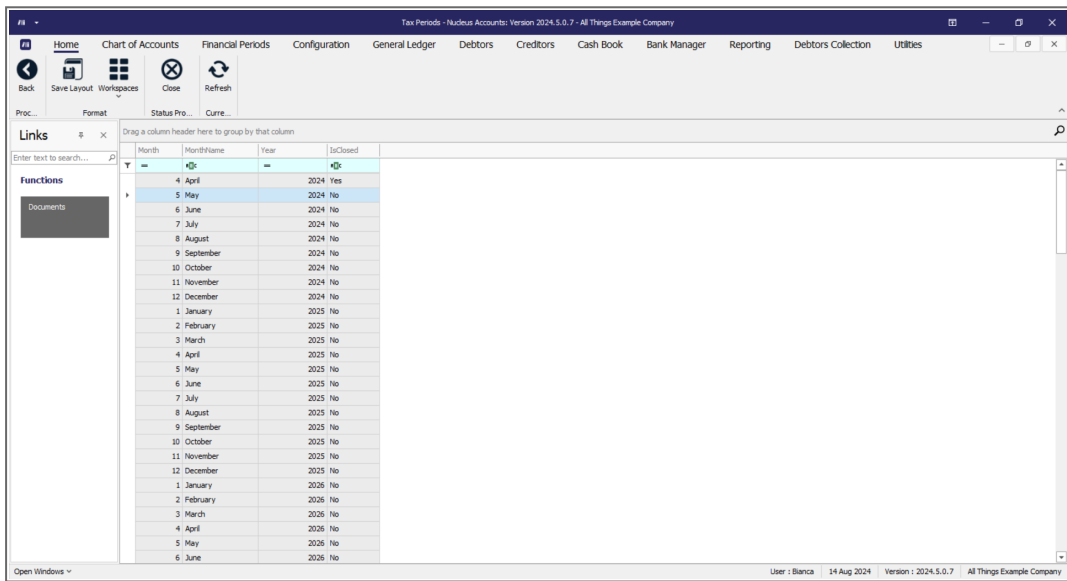 Tax Periods - Nucleus Accounts: Version 2024.5.0.7 - All Things Example Company
Home Chart of Accounts Financial Periods Configuration General Ledger Debtors Creditors Cash Book Bank Manager Reporting Debtors Collection Utilities
Back Save Layout Workspaces Close Refresh
Proc... Format Status Pro... Curre...
Links
Enter text to search...
Functions
Documents
Drag a column header here to group by that column
Month MonthName Year IsClosed
= =
4 April 2024 Yes
5 May 2024 No
6 June 2024 No
7 July 2024 No
8 August 2024 No
9 September 2024 No
10 October 2024 No
11 November 2024 No
12 December 2024 No
1 January 2025 No
2 February 2025 No
3 March 2025 No
4 April 2025 No
5 May 2025 No
6 June 2025 No
7 July 2025 No
8 August 2025 No
9 September 2025 No
10 October 2025 No
11 November 2025 No
12 December 2025 No
1 January 2026 No
2 February 2026 No
3 March 2026 No
4 April 2026 No
5 May 2026 No
6 June 2026 No
Open Windows User : Bianca 14 Aug 2024 Version : 2024.5.0.7 All Things Example Company